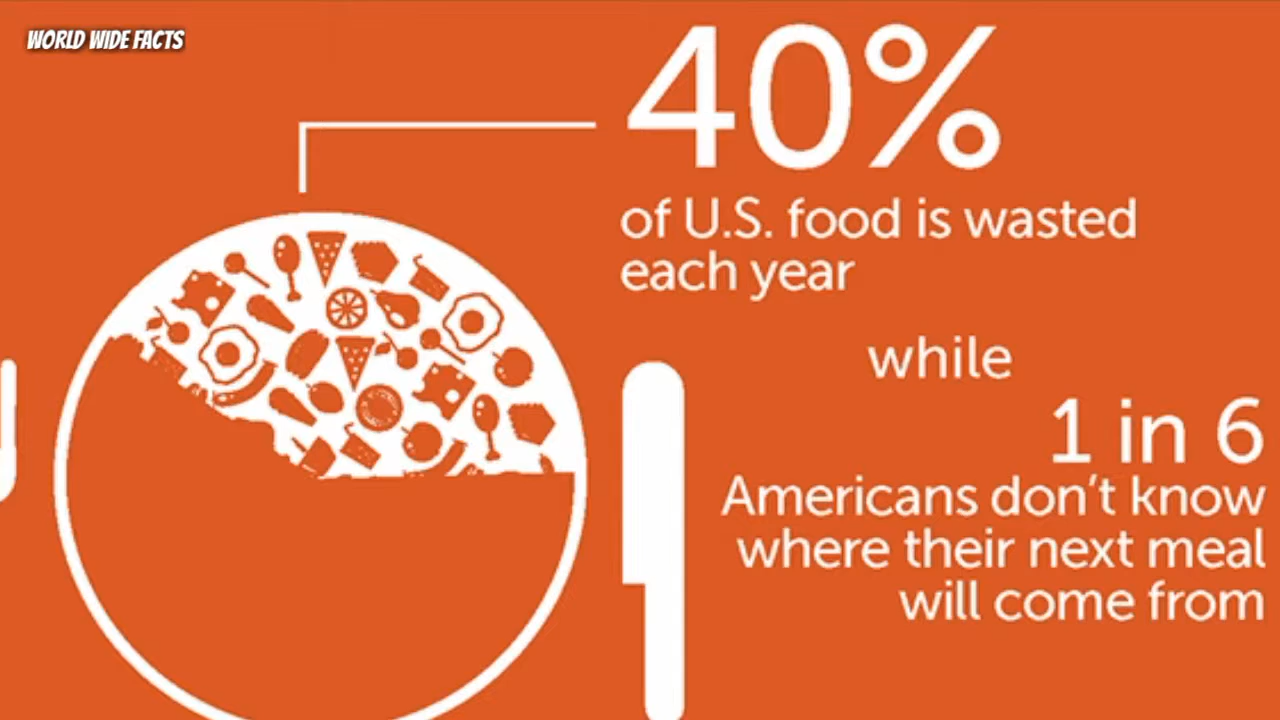 WORLD WIDE FACTS
40%
of U.S. food is wasted
each year
while
1 in 6
Americans don't know
where their next meal
will come from